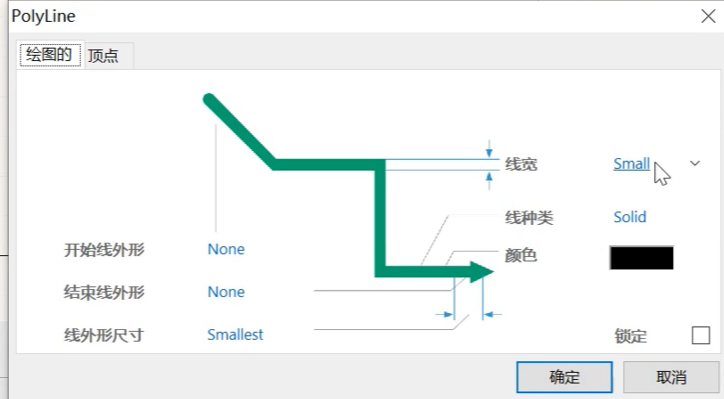 PolyLine
绘图的 顶点
线宽 Small
线种类 Solid
颜色
开始线外形 None
结束线外形 None
线外形尺寸 Smallest
锁定
确定 取消